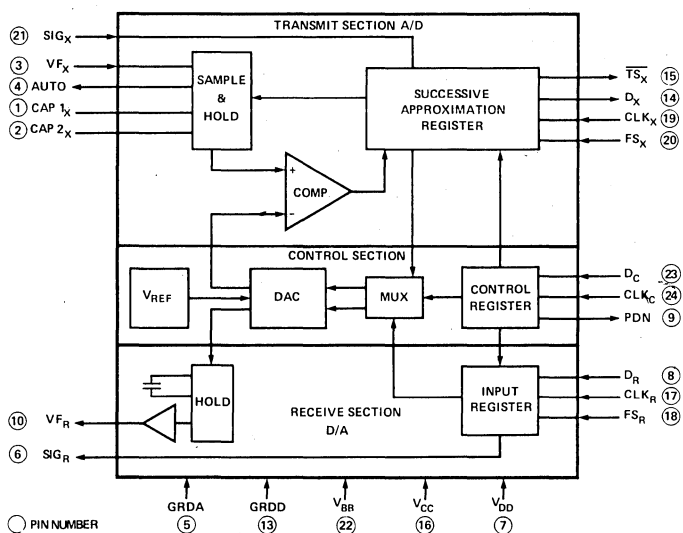 TRANSMIT SECTION A/D
21 SIGX
3 VFX
4 AUTO
1 CAP 1X
2 CAP 2X
SAMPLE
&
HOLD
SUCCESSIVE
APPROXIMATION
REGISTER
TSX 15
DX 14
CLKX 19
FSX 20
+
COMP
−
CONTROL SECTION
VREF
DAC
MUX
CONTROL
REGISTER
DC 23
CLKC 24
PDN 9
HOLD
RECEIVE SECTION
D/A
INPUT
REGISTER
DR 8
CLKR 17
FSR 18
10 VFR
6 SIGR
GRDA
5
GRDD
13
VBB
22
VCC
16
VDD
7
PIN NUMBER